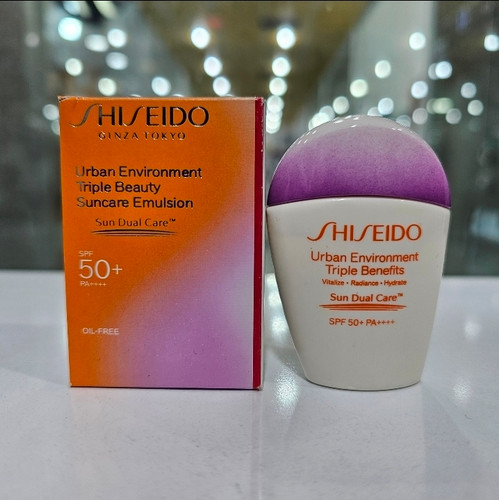 SHISEIDO
GINZA TOKYO
Urban Environment
Triple Beauty
Suncare Emulsion
Sun Dual Care™
SPF
50+
PA++++
OIL-FREE
SHISEIDO
Urban Environment
Triple Benefits
Vitalize • Radiance • Hydrate
Sun Dual Care™
SPF 50+ PA++++